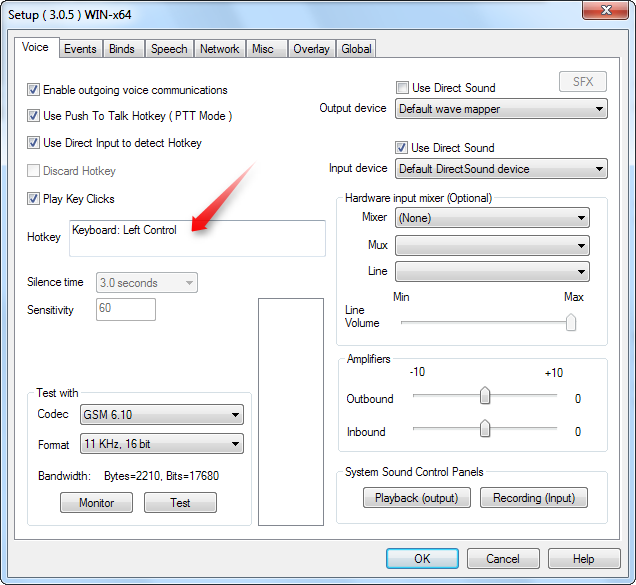 Setup ( 3.0.5 ) WIN-x64
Voice Events Binds Speech Network Misc Overlay Global
Enable outgoing voice communications
Use Push To Talk Hotkey ( PTT Mode )
Use Direct Input to detect Hotkey
Discard Hotkey
Play Key Clicks
Hotkey Keyboard: Left Control
Silence time 3.0 seconds
Sensitivity 60
Test with
Codec GSM 6.10
Format 11 KHz, 16 bit
Bandwidth: Bytes=2210, Bits=17680
Monitor Test
Use Direct Sound SFX
Output device Default wave mapper
Use Direct Sound
Input device Default DirectSound device
Hardware input mixer (Optional)
Mixer (None)
Mux
Line
Min Max
Line
Volume
Amplifiers
-10 +10
Outbound 0
Inbound 0
System Sound Control Panels
Playback (output) Recording (Input)
OK Cancel Help